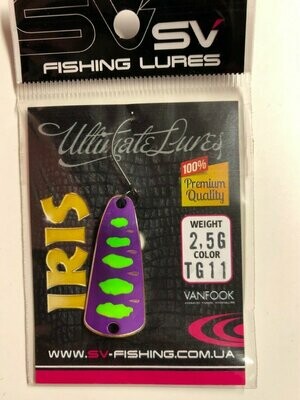 SV SV
FISHING LURES
Ultimate Lures
100%
Premium
Quality
IRIS
WEIGHT
2,5G
COLOR
TG11
VANFOOK
WWW.SV-FISHING.COM.UA